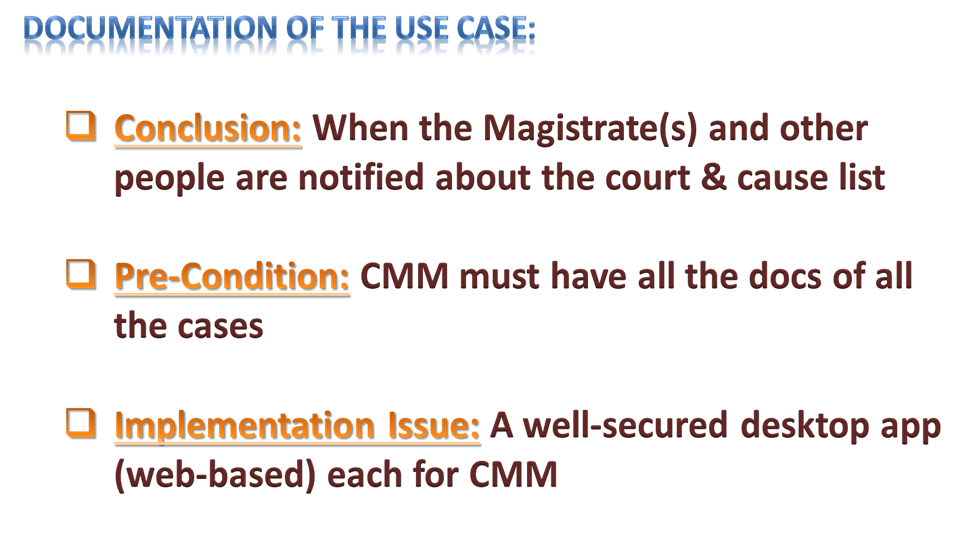 DOCUMENTATION OF THE USE CASE:
Conclusion: When the Magistrate(s) and other
people are notified about the court & cause list
Pre-Condition: CMM must have all the docs of all
the cases
Implementation Issue: A well-secured desktop app
(web-based) each for CMM